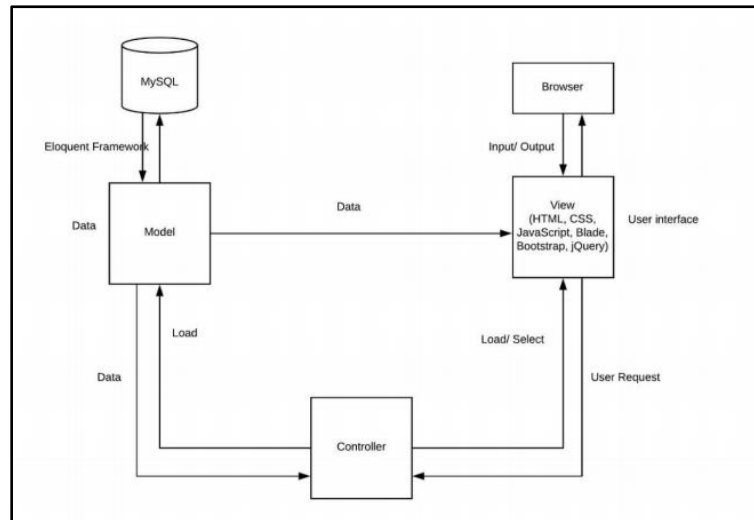 MySQL
Browser
Eloquent Framework
Input/ Output
Data
Model
Data
View
(HTML, CSS,
JavaScript, Blade,
Bootstrap, jQuery)
User interface
Load
Load/ Select
Data
User Request
Controller